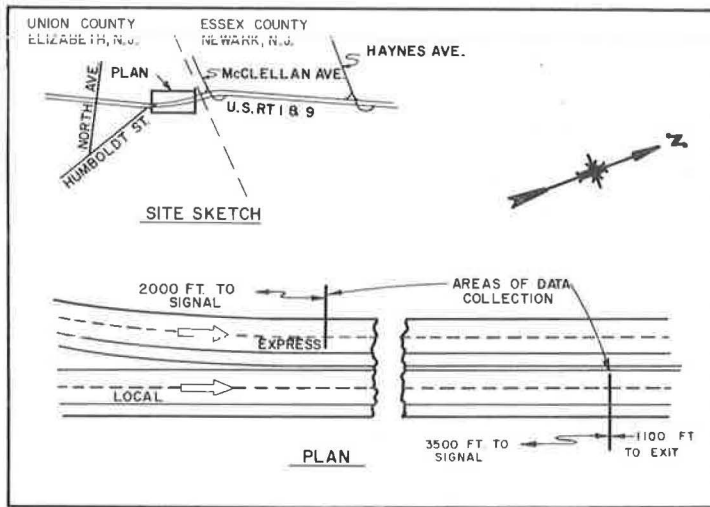 UNION COUNTY
ELIZABETH, N.J.
ESSEX COUNTY
NEWARK, N.J.
HAYNES AVE.
PLAN
McCLELLAN AVE.
NORTH AVE.
U.S. RT 1 & 9
HUMBOLDT ST.
N.
SITE SKETCH
2000 FT. TO
SIGNAL
AREAS OF DATA
COLLECTION
EXPRESS
LOCAL
3500 FT. TO
SIGNAL
1100 FT
TO EXIT
PLAN